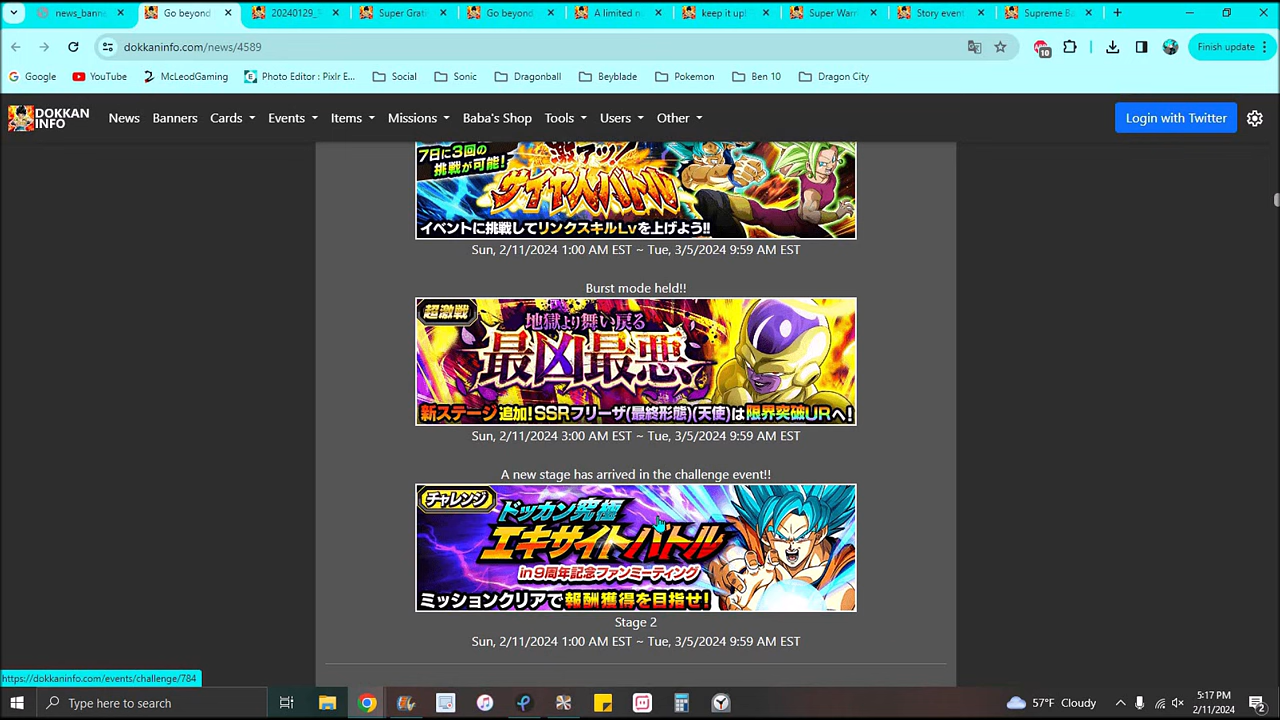 news_bann
Go beyond
20240129_
Super Grat
Go beyond
A limited n
keep it up!
Super Warr
Story event
Supreme Ba
dokkaninfo.com/news/4589
10
Finish update
Google
YouTube
McLeodGaming
Photo Editor : Pixlr E...
Social
Sonic
Dragonball
Beyblade
Pokemon
Ben 10
Dragon City
DOKKAN INFO
News
Banners
Cards
Events
Items
Missions
Baba's Shop
Tools
Users
Other
Login with Twitter
7日に3回の
挑戦が可能!
激アツ!
サイヤ人バトル
イベントに挑戦してリンクスキルLvを上げよう!!
Sun, 2/11/2024 1:00 AM EST ~ Tue, 3/5/2024 9:59 AM EST
Burst mode held!!
超激戦
地獄より舞い戻る
最凶最悪
新ステージ追加!SSRフリーザ(最終形態)(天使)は限界突破URへ!
Sun, 2/11/2024 3:00 AM EST ~ Tue, 3/5/2024 9:59 AM EST
A new stage has arrived in the challenge event!!
チャレンジ
ドッカン究極
エキサイトバトル
in9周年記念ファンミーティング
ミッションクリアで報酬獲得を目指せ!
Stage 2
Sun, 2/11/2024 1:00 AM EST ~ Tue, 3/5/2024 9:59 AM EST
https://dokkaninfo.com/events/challenge/784
Type here to search
57°F Cloudy
5:17 PM
2/11/2024
2